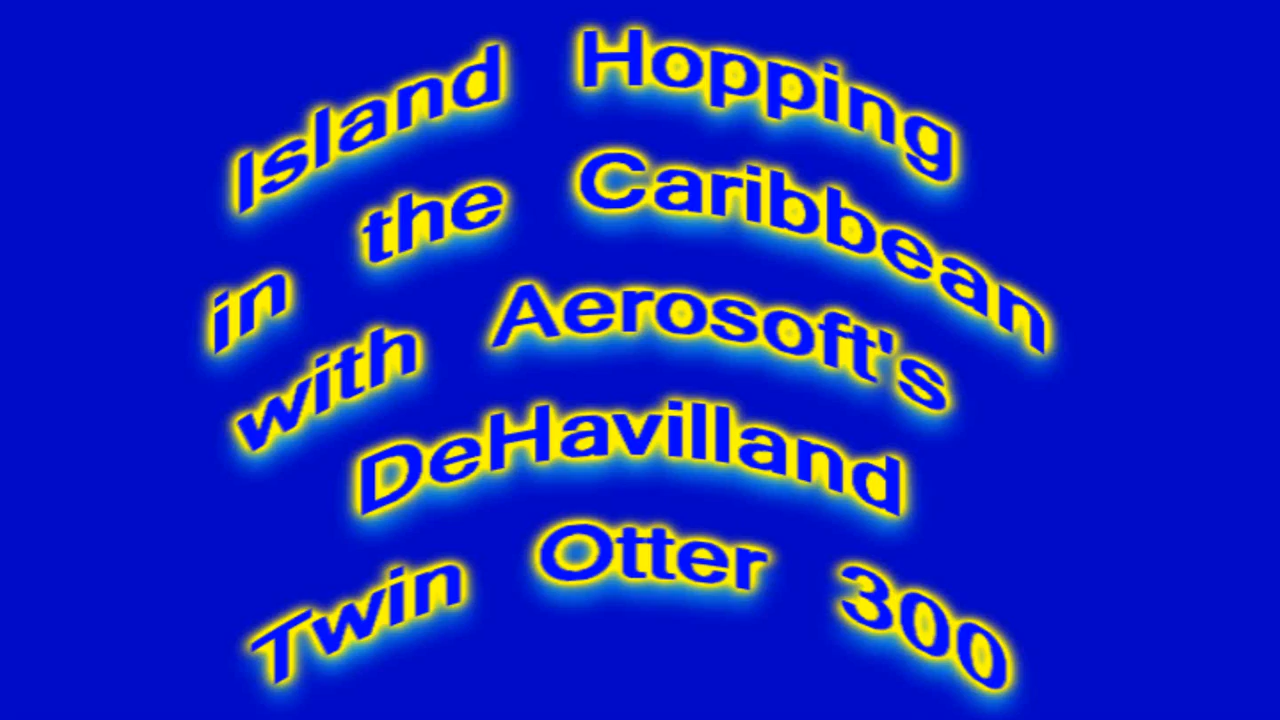 Island Hopping
in the Caribbean
with Aerosoft's
DeHavilland
Twin Otter 300